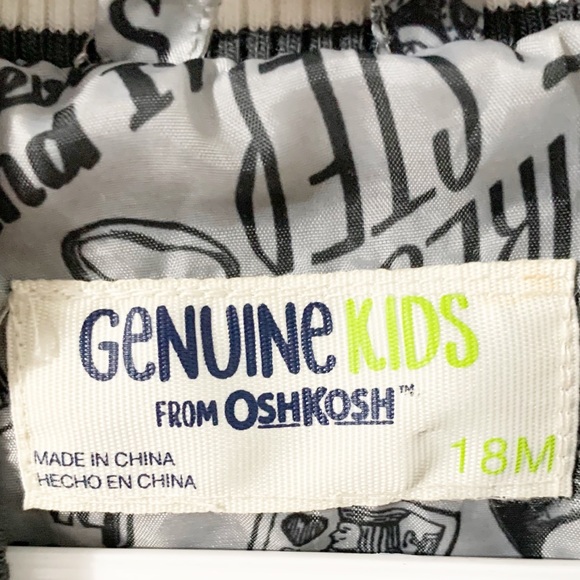 GENUINE KIDS
FROM OSHKOSH™
MADE IN CHINA
HECHO EN CHINA
18M